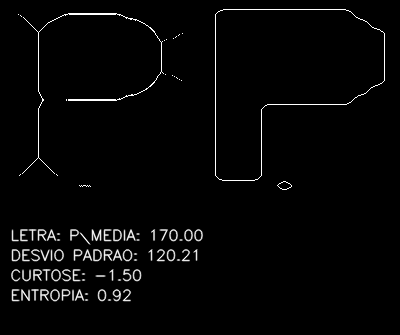 LETRA: P\MEDIA: 170.00
DESVIO PADRAO: 120.21
CURTOSE: -1.50
ENTROPIA: 0.92